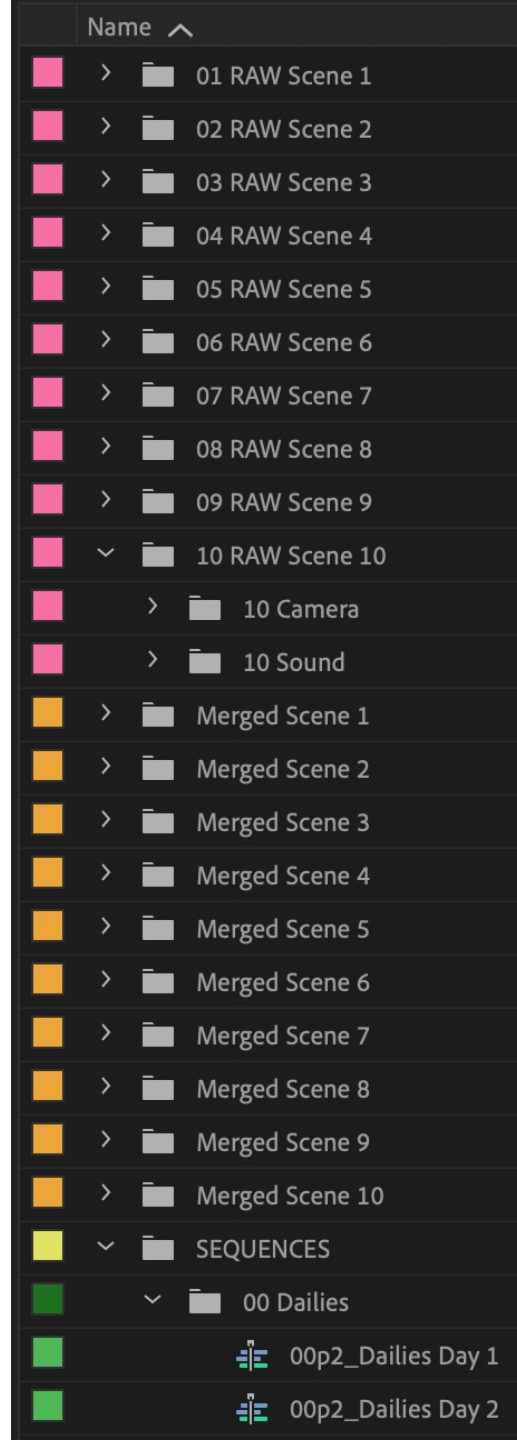 Name
01 RAW Scene 1
02 RAW Scene 2
03 RAW Scene 3
04 RAW Scene 4
05 RAW Scene 5
06 RAW Scene 6
07 RAW Scene 7
08 RAW Scene 8
09 RAW Scene 9
10 RAW Scene 10
10 Camera
10 Sound
Merged Scene 1
Merged Scene 2
Merged Scene 3
Merged Scene 4
Merged Scene 5
Merged Scene 6
Merged Scene 7
Merged Scene 8
Merged Scene 9
Merged Scene 10
SEQUENCES
00 Dailies
00p2_Dailies Day 1
00p2_Dailies Day 2